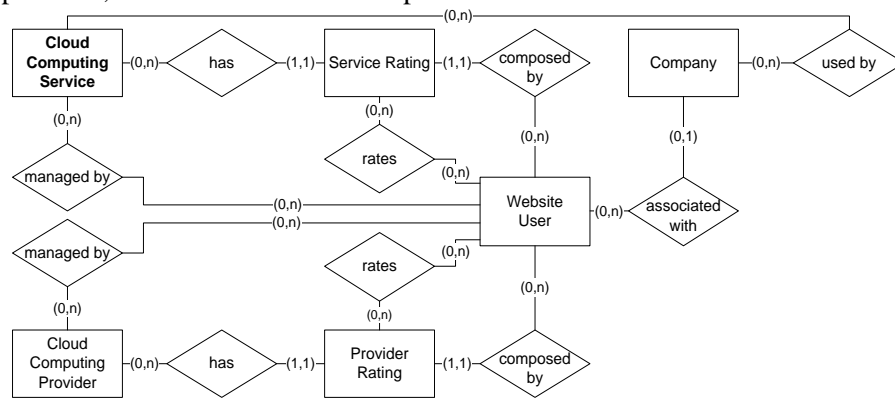 (0,n)
Cloud
Computing
Service
(0,n)
has
(1,1)
Service Rating
(1,1)
composed
by
Company
(0,n)
used by
(0,n)
(0,n)
(0,n)
(0,1)
managed by
rates
(0,n)
Website
User
(0,n)
associated
with
(0,n)
(0,n)
managed by
rates
(0,n)
(0,n)
(0,n)
(0,n)
Cloud
Computing
Provider
(0,n)
has
(1,1)
Provider
Rating
(1,1)
composed
by